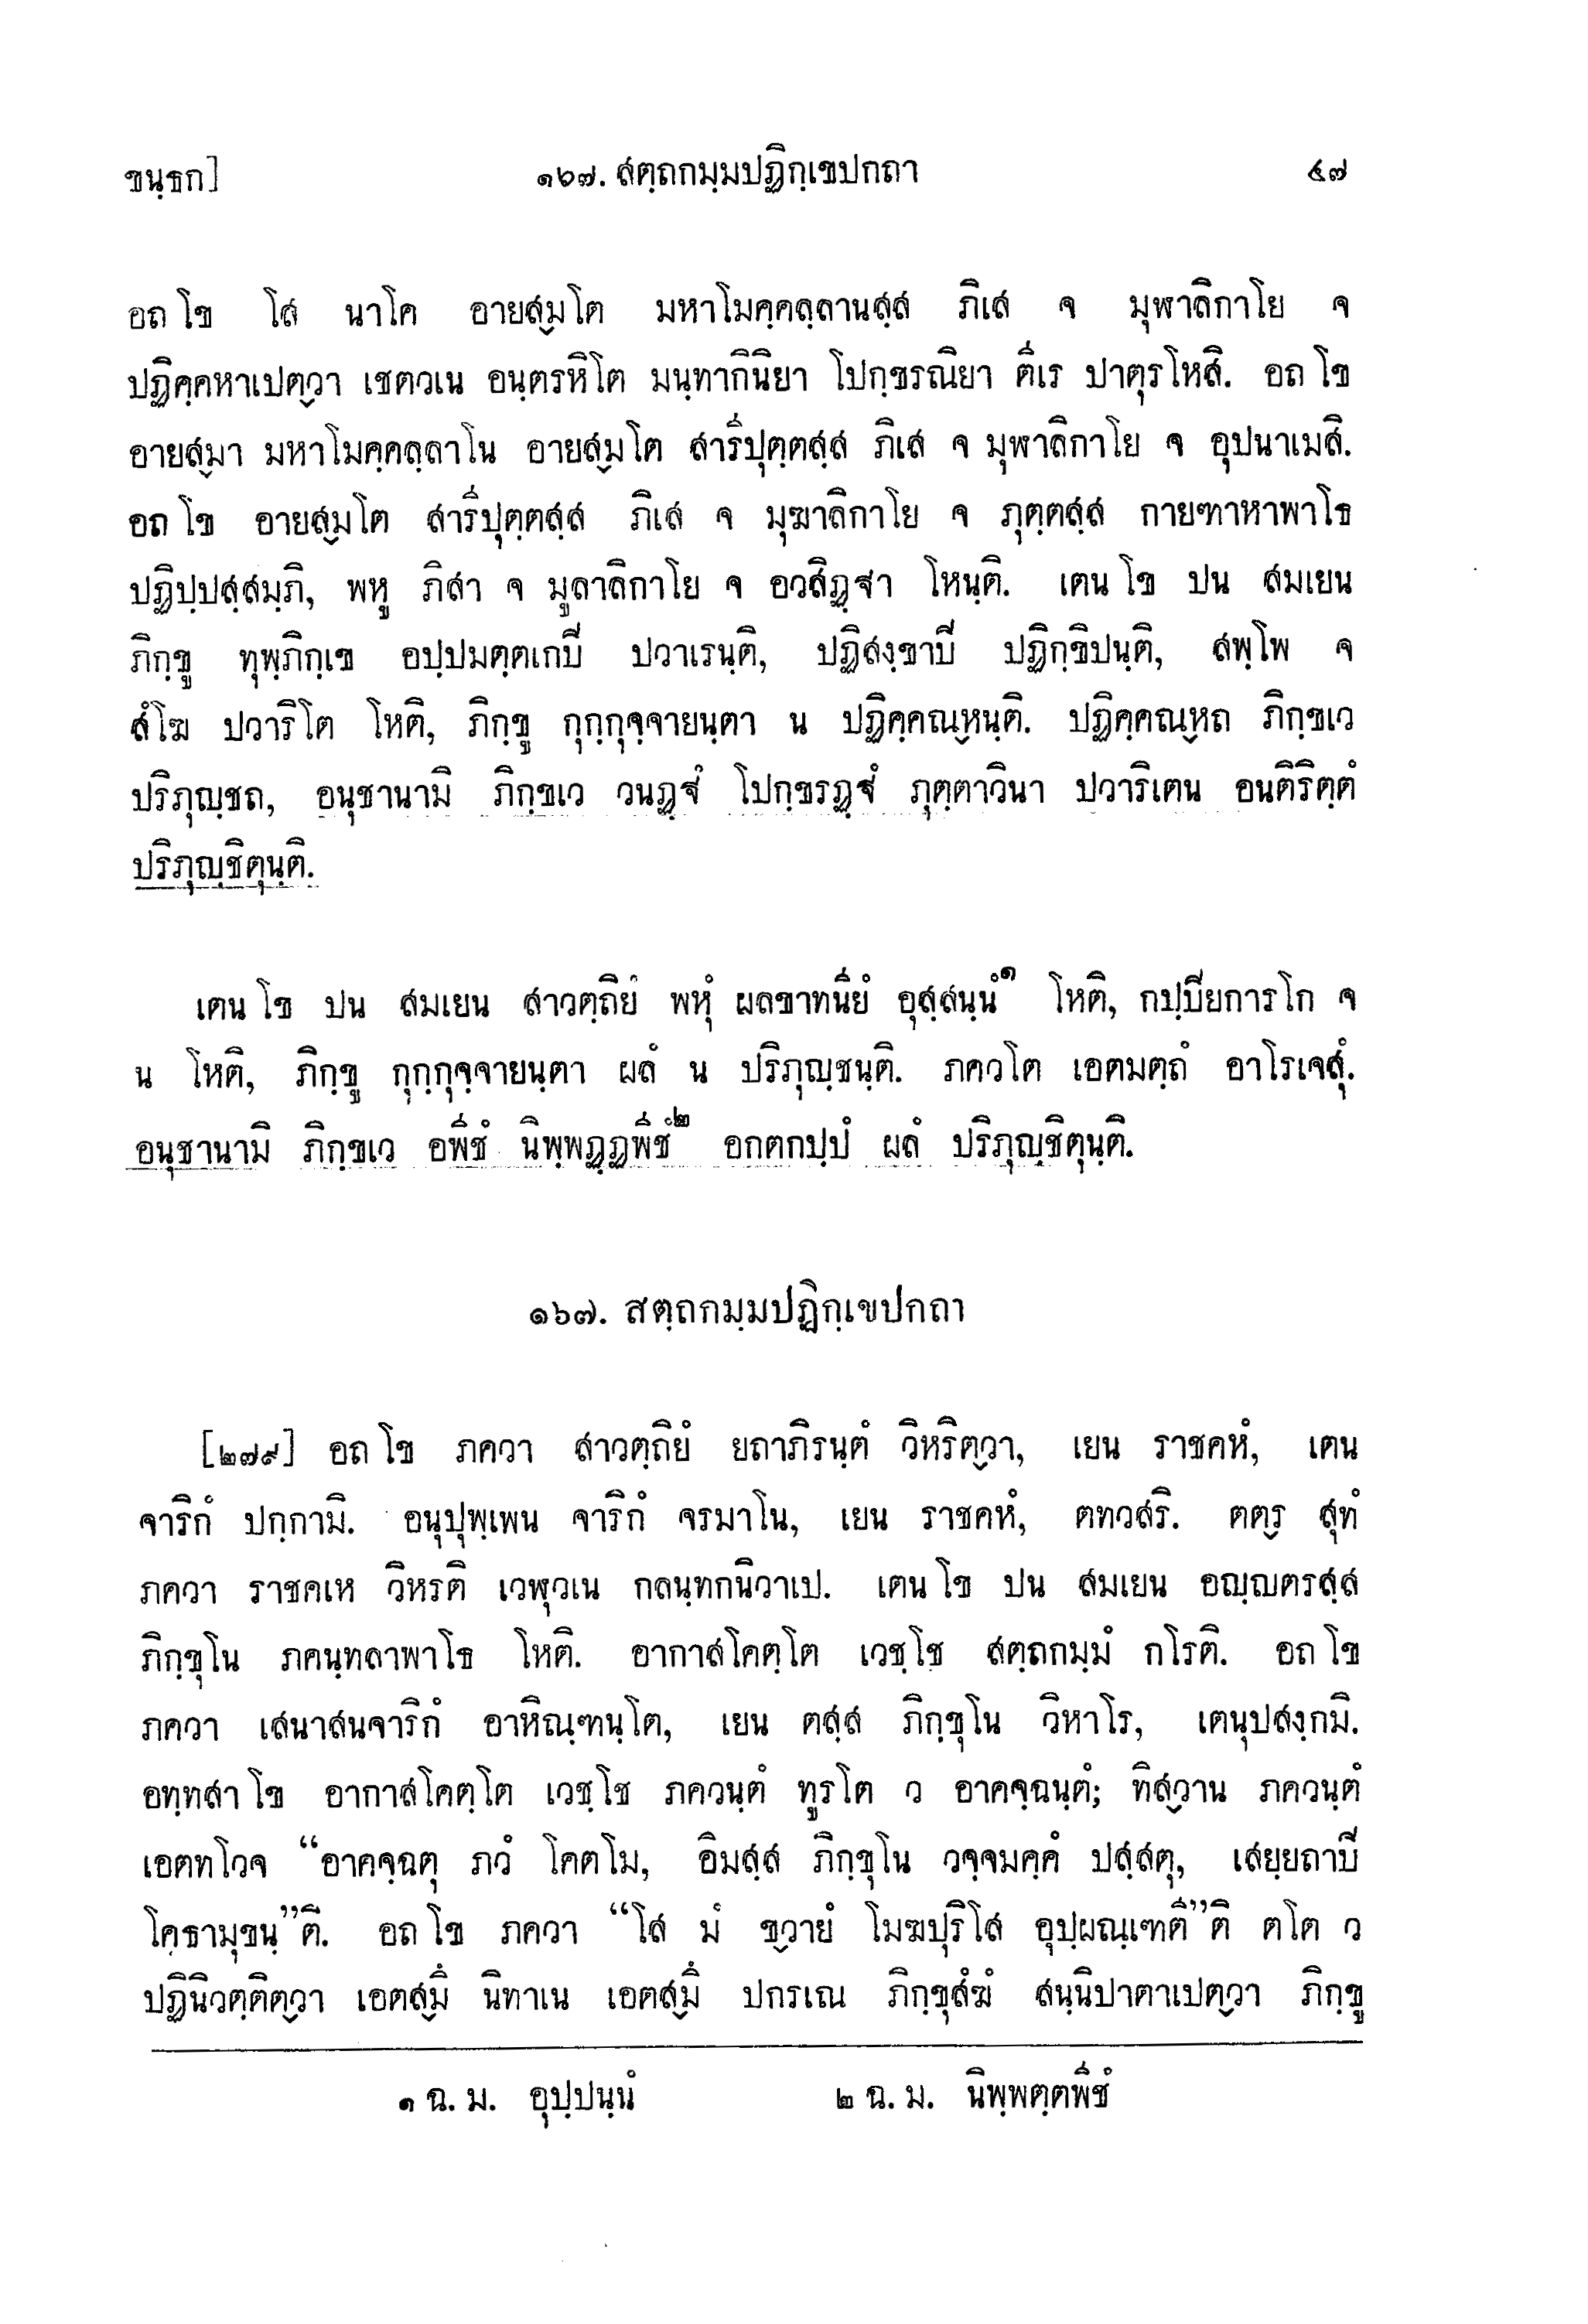 ขนฺธก]
๑๖๗. สตฺถกมฺมปฏิกฺเขปกถา
๔๗
อถ โข โส นาโค อายสฺมโต มหาโมคฺคลฺลานสฺส ภิเส จ มุฬาลิกาโย จ
ปฏิคฺคหาเปตฺวา เชตวเน อนฺตรหิโต มนฺทากินิยา โปกฺขรณิยา ตีเร ปาตุรโหสิ. อถ โข
อายสฺมา มหาโมคฺคลฺลาโน อายสฺมโต สารีปุตฺตสฺส ภิเส จ มุฬาลิกาโย จ อุปนาเมสิ.
อถ โข อายสฺมโต สารีปุตฺตสฺส ภิเส จ มุฆาลิกาโย จ ภุตฺตสฺส กายฑาหาพาโธ
ปฏิปฺปสฺสมฺภิ, พหู ภิสา จ มูลาลิกาโย จ อวสิฏฺฐา โหนฺติ. เตน โข ปน สมเยน
ภิกฺขู ทุพฺภิกฺเข อปฺปมตฺตเกปิ ปวาเรนฺติ, ปฏิสงฺขาปิ ปฏิกฺขิปนฺติ, สพฺโพ จ
สํโฆ ปวาริโต โหติ, ภิกฺขู กุกฺกุจฺจายนฺตา น ปฏิคฺคณฺหนฺติ. ปฏิคฺคณฺหถ ภิกฺขเว
ปริภุญฺชถ, อนุชานามิ ภิกฺขเว วนฏฺฐํ โปกฺขรฏฺฐํ ภุตฺตาวินา ปวาริเตน อนติริตฺตํ
ปริภุญฺชิตุนฺติ.
เตน โข ปน สมเยน สาวตฺถิยํ พหุํ ผลขาทนียํ อุสฺสนฺนํ๑ โหติ, กปฺปิยการโก จ
น โหติ, ภิกฺขู กุกฺกุจฺจายนฺตา ผลํ น ปริภุญฺชนฺติ. ภควโต เอตมตฺถํ อาโรเจสุํ.
อนุชานามิ ภิกฺขเว อพีชํ นิพฺพฏฺฏพีชํ๒ อกตกปฺปํ ผลํ ปริภุญฺชิตุนฺติ.
๑๖๗. สตฺถกมฺมปฏิกฺเขปกถา
[๒๗๙] อถ โข ภควา สาวตฺถิยํ ยถาภิรนฺตํ วิหริตฺวา, เยน ราชคหํ, เตน
จาริกํ ปกฺกามิ. อนุปุพฺเพน จาริกํ จรมาโน, เยน ราชคหํ, ตทวสริ. ตตฺร สุทํ
ภควา ราชคเห วิหรติ เวฬุวเน กลนฺทกนิวาเป. เตน โข ปน สมเยน อญฺญตรสฺส
ภิกฺขุโน ภคนฺทลาพาโธ โหติ. อากาสโคตฺโต เวชฺโช สตฺถกมฺมํ กโรติ. อถ โข
ภควา เสนาสนจาริกํ อาหิณฺฑนฺโต, เยน ตสฺส ภิกฺขุโน วิหาโร, เตนุปสงฺกมิ.
อทฺทสา โข อากาสโคตฺโต เวชฺโช ภควนฺตํ ทูรโต ว อาคจฺฉนฺตํ; ทิสฺวาน ภควนฺตํ
เอตทโวจ “อาคจฺฉตุ ภวํ โคตโม, อิมสฺส ภิกฺขุโน วจฺจมคฺคํ ปสฺสตุ, เสยฺยถาปิ
โคธามุขนฺ”ติ. อถ โข ภควา “โส มํ ขฺวายํ โมฆปุริโส อุปฺผณฺเฑตี”ติ ตโต ว
ปฏินิวตฺติตฺวา เอตสฺมิํ นิทาเน เอตสฺมิํ ปกรเณ ภิกฺขุสํฆํ สนฺนิปาตาเปตฺวา ภิกฺขู
๑ ฉ. ม. อุปฺปนฺนํ ๒ ฉ. ม. นิพฺพตฺตพีชํ